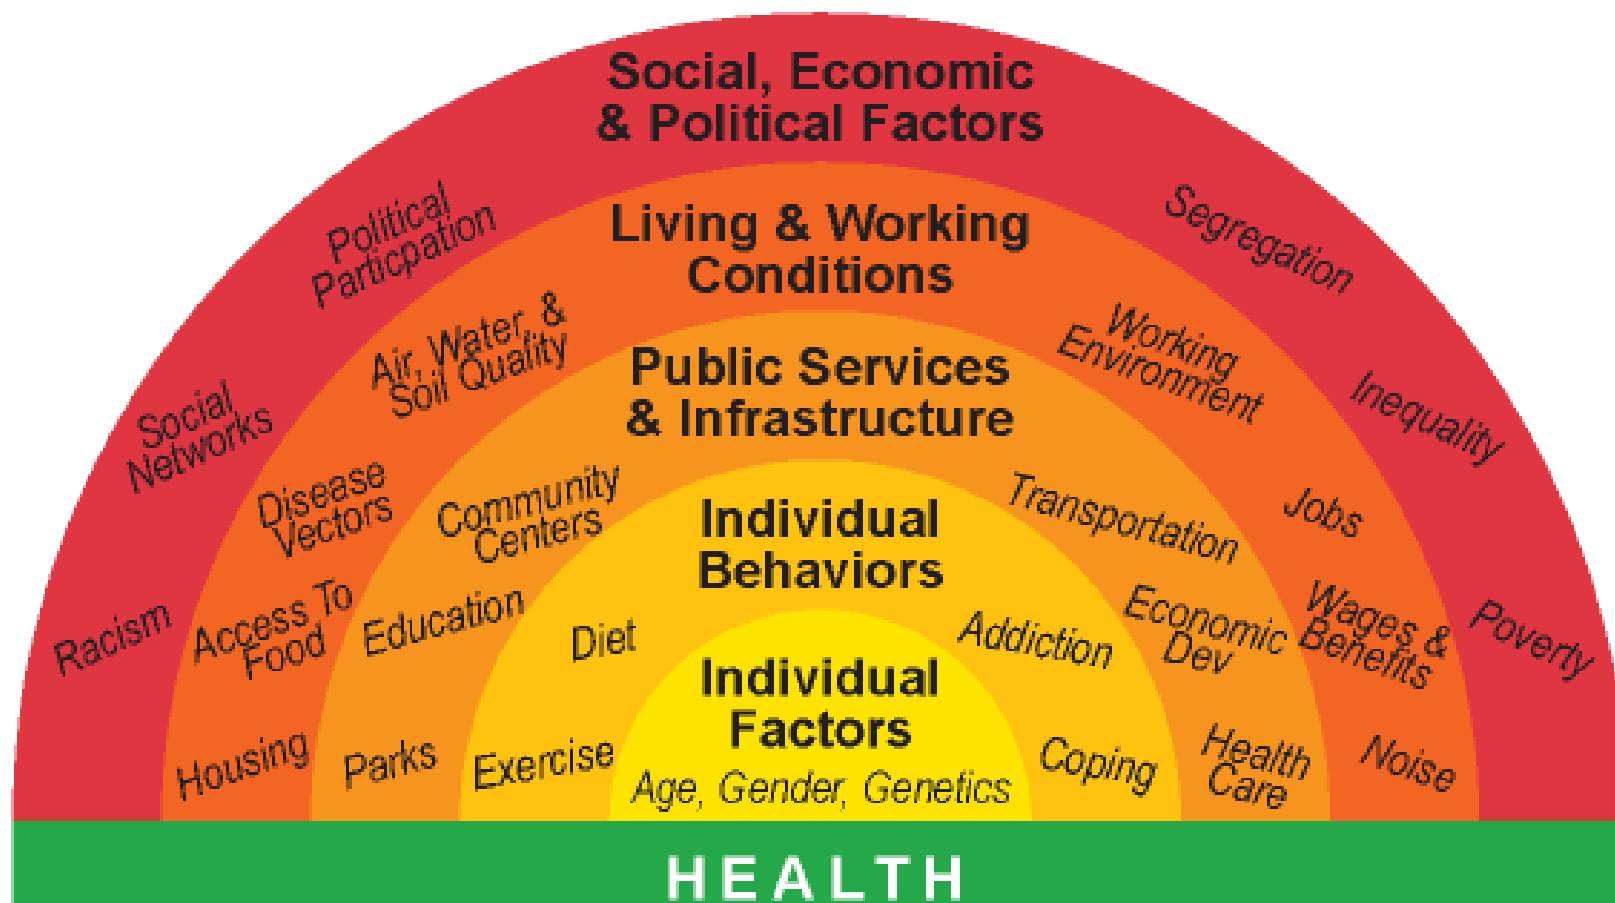 Social, Economic
& Political Factors
Political
Particpation
Segregation
Social
Networks
Inequality
Racism
Poverty
Living & Working
Conditions
Air, Water, &
Soil Quality
Working
Environment
Disease
Vectors
Jobs
Access To
Food
Wages &
Benefits
Housing
Noise
Public Services
& Infrastructure
Community
Centers
Transportation
Education
Economic
Dev
Parks
Health
Care
Individual
Behaviors
Diet
Addiction
Exercise
Coping
Individual
Factors
Age, Gender, Genetics
HEALTH